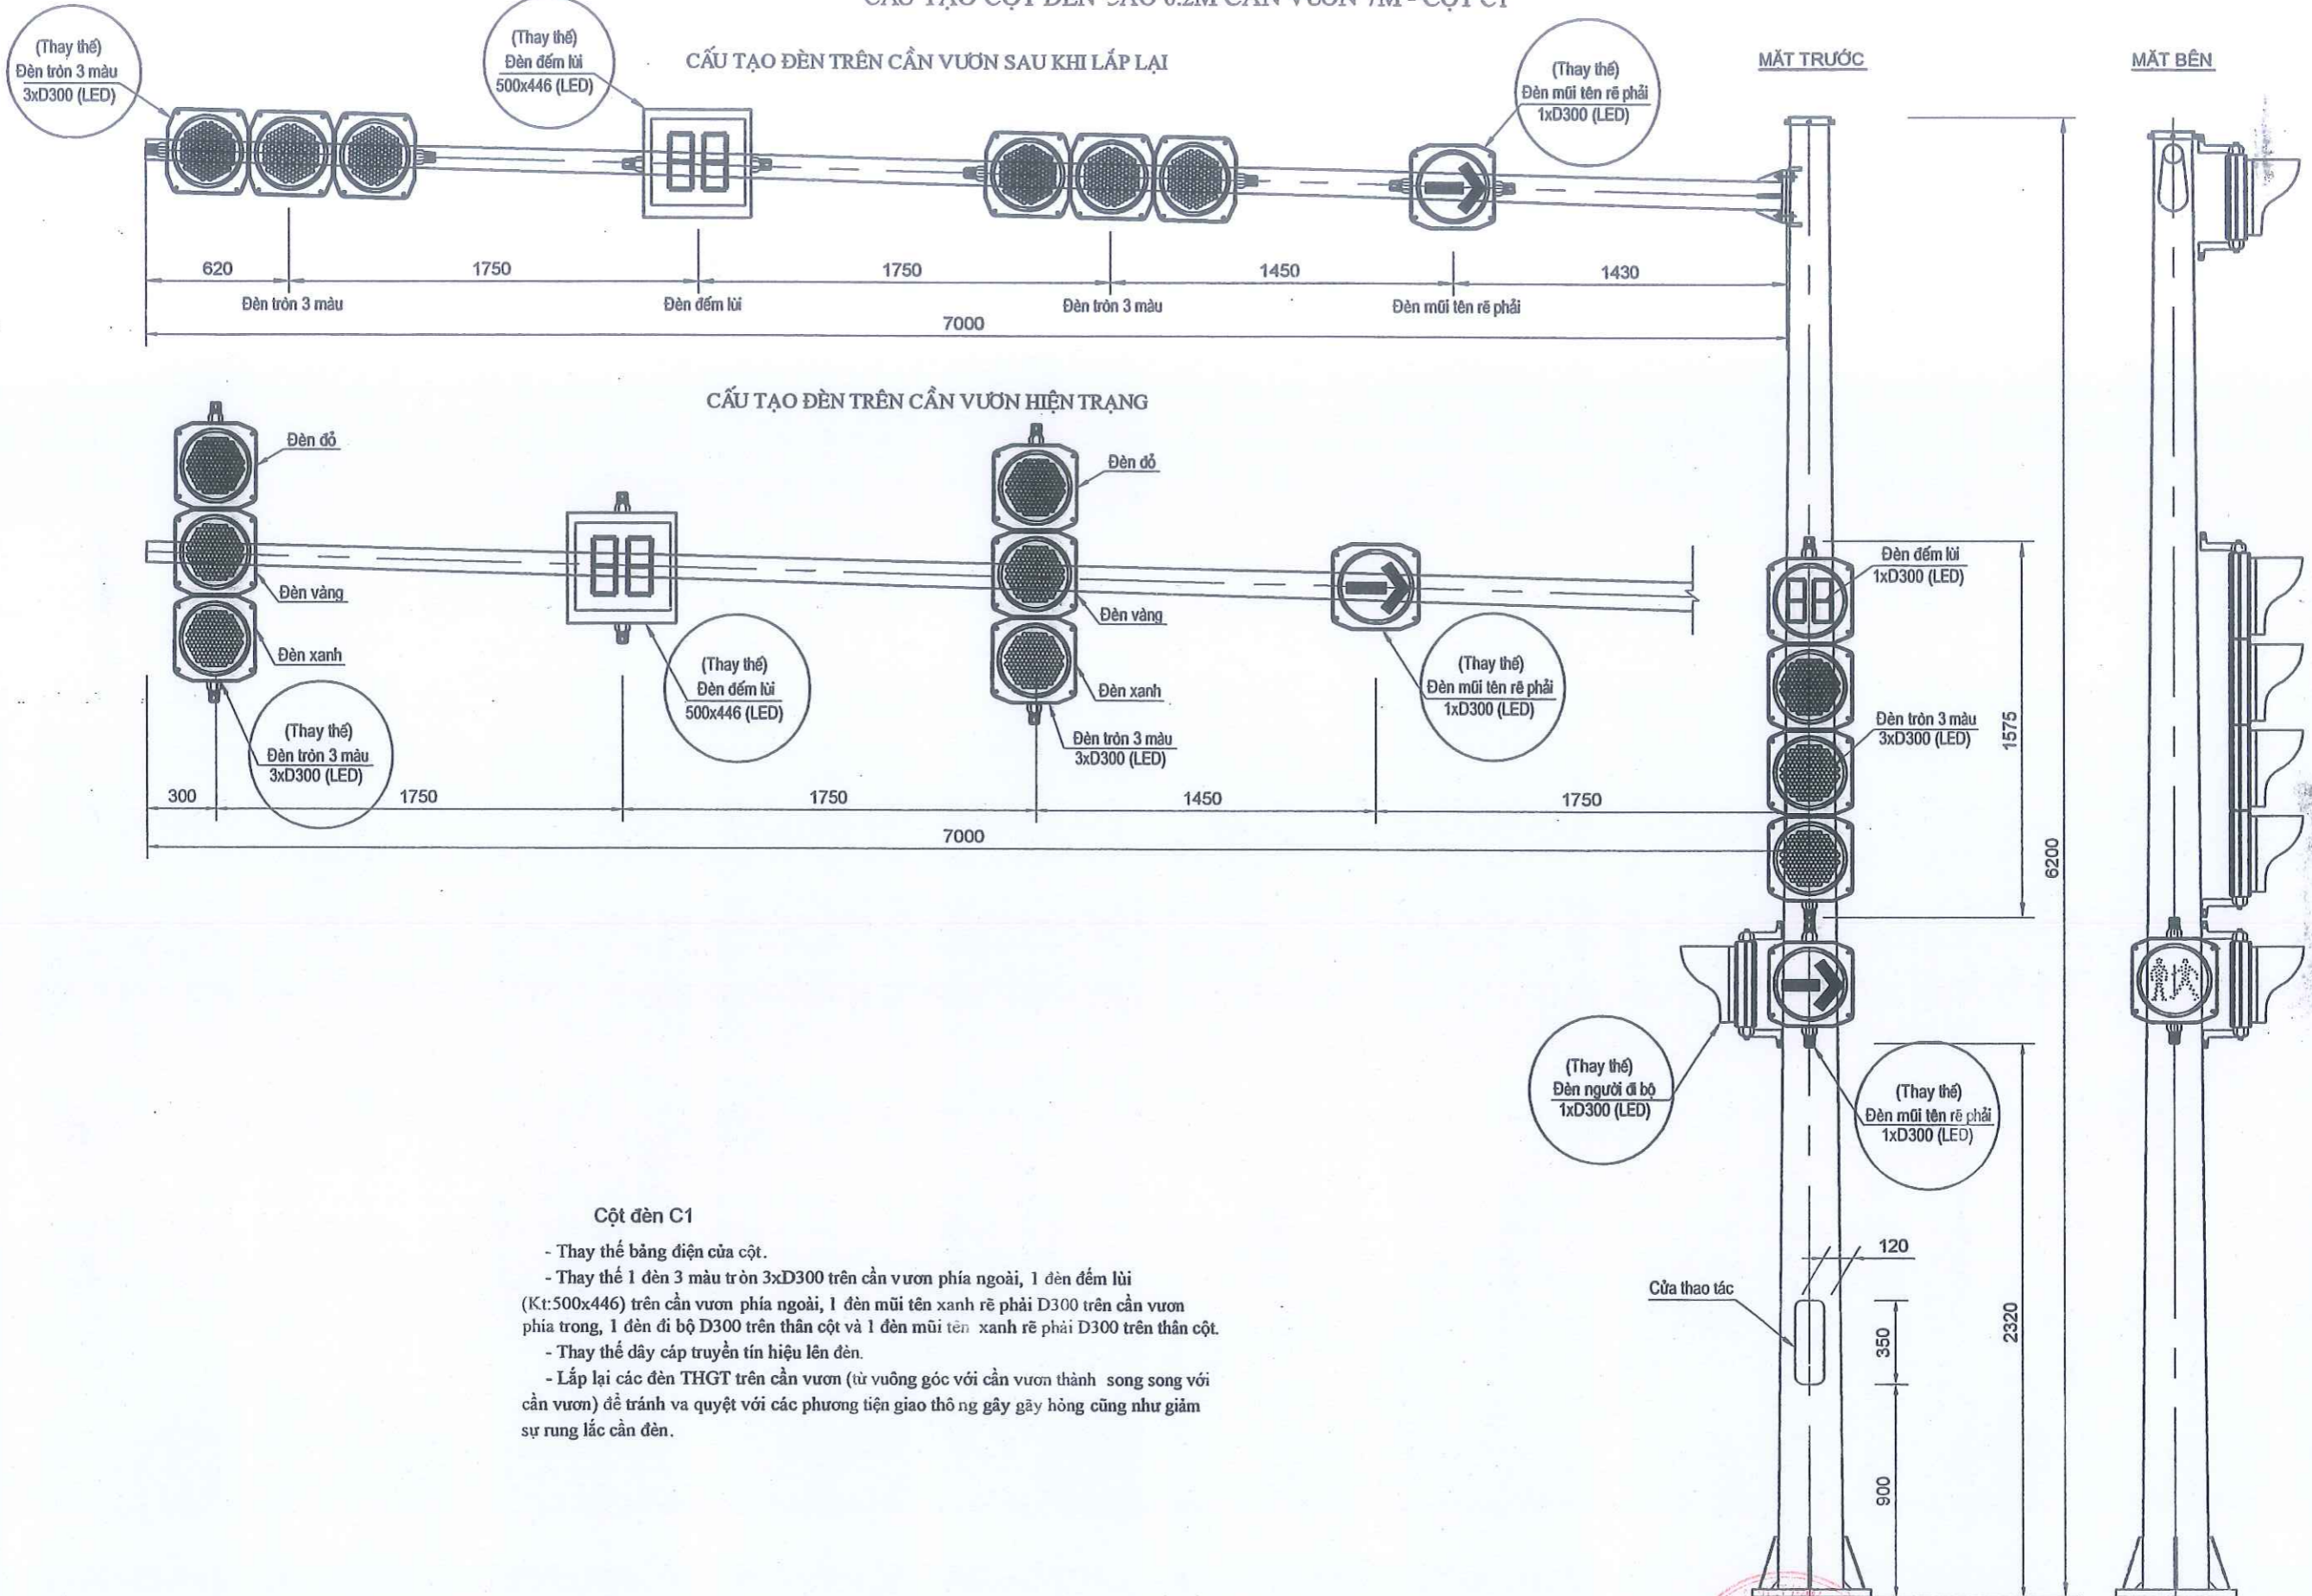 CẤU TẠO CỘT ĐÈN CAO 6.2M CẦN VƯƠN 7M - CỘT C1
CẤU TẠO ĐÈN TRÊN CẦN VƯƠN SAU KHI LẮP LẠI
MẶT TRƯỚC
MẶT BÊN
(Thay thế)
Đèn tròn 3 màu
3xD300 (LED)
(Thay thế)
Đèn đếm lùi
500x446 (LED)
(Thay thế)
Đèn mũi tên rẽ phải
1xD300 (LED)
620
1750
1750
1450
1430
Đèn tròn 3 màu
Đèn đếm lùi
Đèn tròn 3 màu
Đèn mũi tên rẽ phải
7000
CẤU TẠO ĐÈN TRÊN CẦN VƯƠN HIỆN TRẠNG
Đèn đỏ
Đèn vàng
Đèn xanh
(Thay thế)
Đèn tròn 3 màu
3xD300 (LED)
(Thay thế)
Đèn đếm lùi
500x446 (LED)
Đèn đỏ
Đèn vàng
Đèn xanh
Đèn tròn 3 màu
3xD300 (LED)
(Thay thế)
Đèn mũi tên rẽ phải
1xD300 (LED)
300
1750
1750
1450
1750
7000
Đèn đếm lùi
1xD300 (LED)
Đèn tròn 3 màu
3xD300 (LED)
1575
6200
(Thay thế)
Đèn người đi bộ
1xD300 (LED)
(Thay thế)
Đèn mũi tên rẽ phải
1xD300 (LED)
120
Cửa thao tác
350
2320
900
Cột đèn C1
- Thay thế bảng điện cửa cột.
- Thay thế 1 đèn 3 màu tròn 3xD300 trên cần vươn phía ngoài, 1 đèn đếm lùi
(Kt:500x446) trên cần vươn phía ngoài, 1 đèn mũi tên xanh rẽ phải D300 trên cần vươn
phía trong, 1 đèn đi bộ D300 trên thân cột và 1 đèn mũi tên xanh rẽ phải D300 trên thân cột.
- Thay thế dây cáp truyền tín hiệu lên đèn.
- Lắp lại các đèn THGT trên cần vươn (từ vuông góc với cần vươn thành song song với
cần vươn) để tránh va quyệt với các phương tiện giao thông gây gãy hỏng cũng như giảm
sự rung lắc cần đèn.